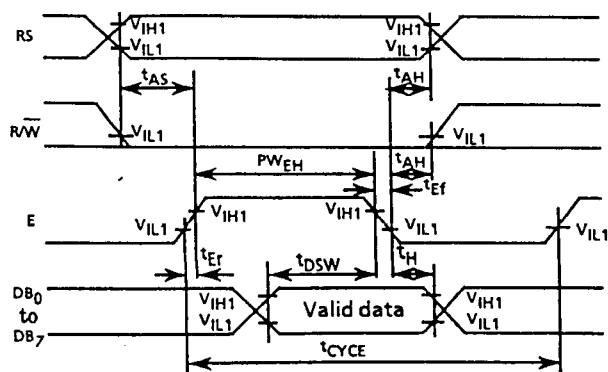 RS VIH1 VIL1 VIH1 VIL1
tAS tAH
R/W̅ VIL1 VIL1
PWEH tAH
tEf
E VIL1 VIH1 VIH1 VIL1 VIL1
tEr tDSW tH
DB0 to DB7 VIH1 VIL1 Valid data VIH1 VIL1
tCYCE